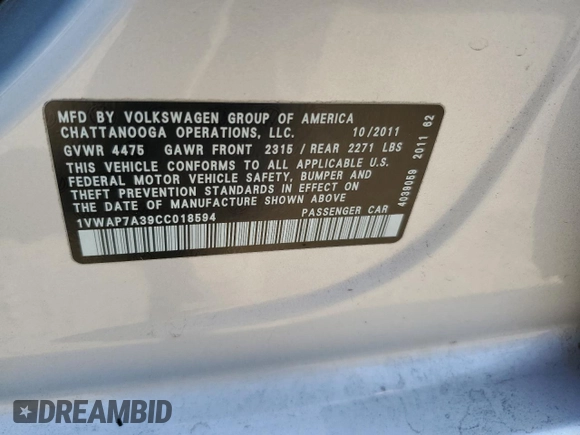 MFD BY VOLKSWAGEN GROUP OF AMERICA
CHATTANOOGA OPERATIONS, LLC. 10/2011
GVWR 4475 GAWR FRONT 2315 / REAR 2271 LBS
THIS VEHICLE CONFORMS TO ALL APPLICABLE U.S.
FEDERAL MOTOR VEHICLE SAFETY, BUMPER AND
THEFT PREVENTION STANDARDS IN EFFECT ON
THE DATE OF MANUFACTURE SHOWN ABOVE
1VWAP7A39CC018594 PASSENGER CAR
4039059 2011 62
DREAMBID